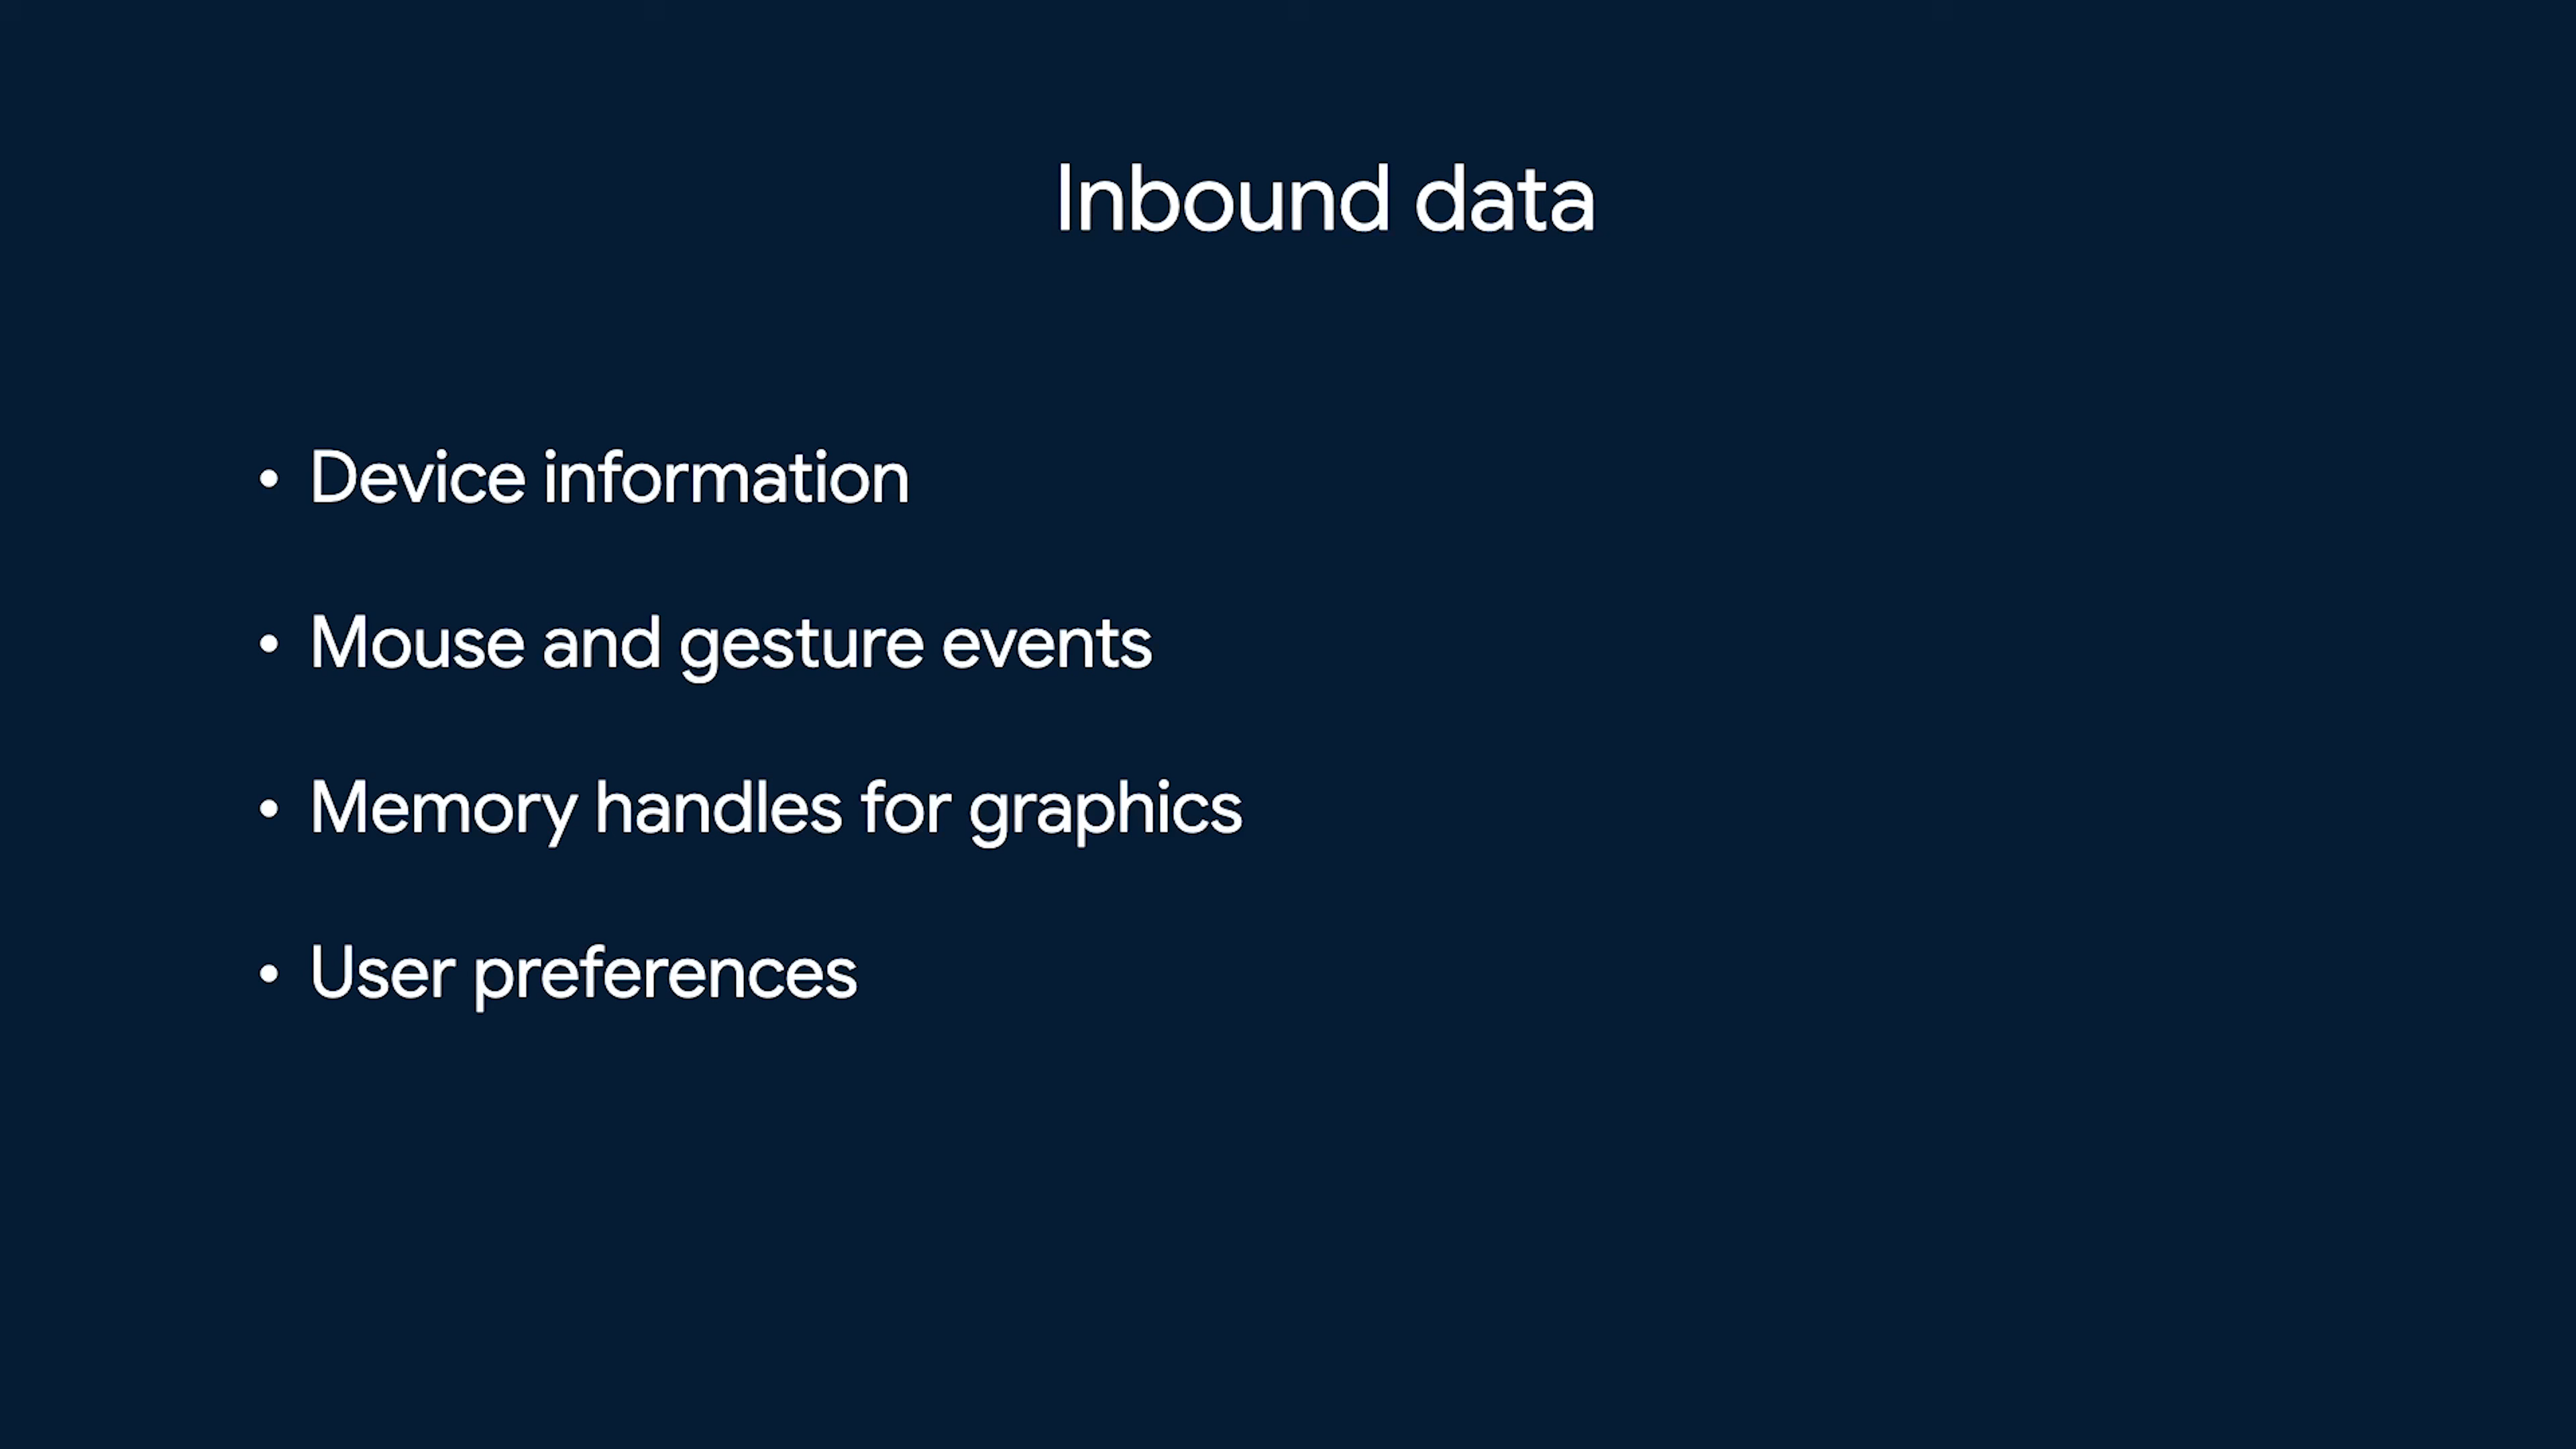 Inbound data
• Device information
• Mouse and gesture events
• Memory handles for graphics
• User preferences